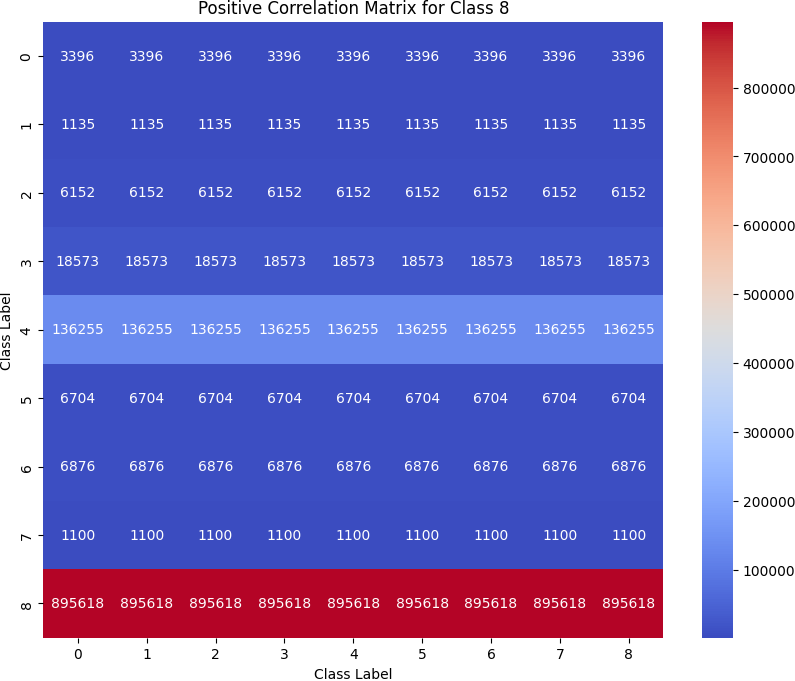 Positive Correlation Matrix for Class 8
0 3396 3396 3396 3396 3396 3396 3396 3396 3396
1 1135 1135 1135 1135 1135 1135 1135 1135 1135
2 6152 6152 6152 6152 6152 6152 6152 6152 6152
3 18573 18573 18573 18573 18573 18573 18573 18573 18573
4 136255 136255 136255 136255 136255 136255 136255 136255 136255
5 6704 6704 6704 6704 6704 6704 6704 6704 6704
6 6876 6876 6876 6876 6876 6876 6876 6876 6876
7 1100 1100 1100 1100 1100 1100 1100 1100 1100
8 895618 895618 895618 895618 895618 895618 895618 895618 895618
0 1 2 3 4 5 6 7 8
Class Label
Class Label
800000
700000
600000
500000
400000
300000
200000
100000